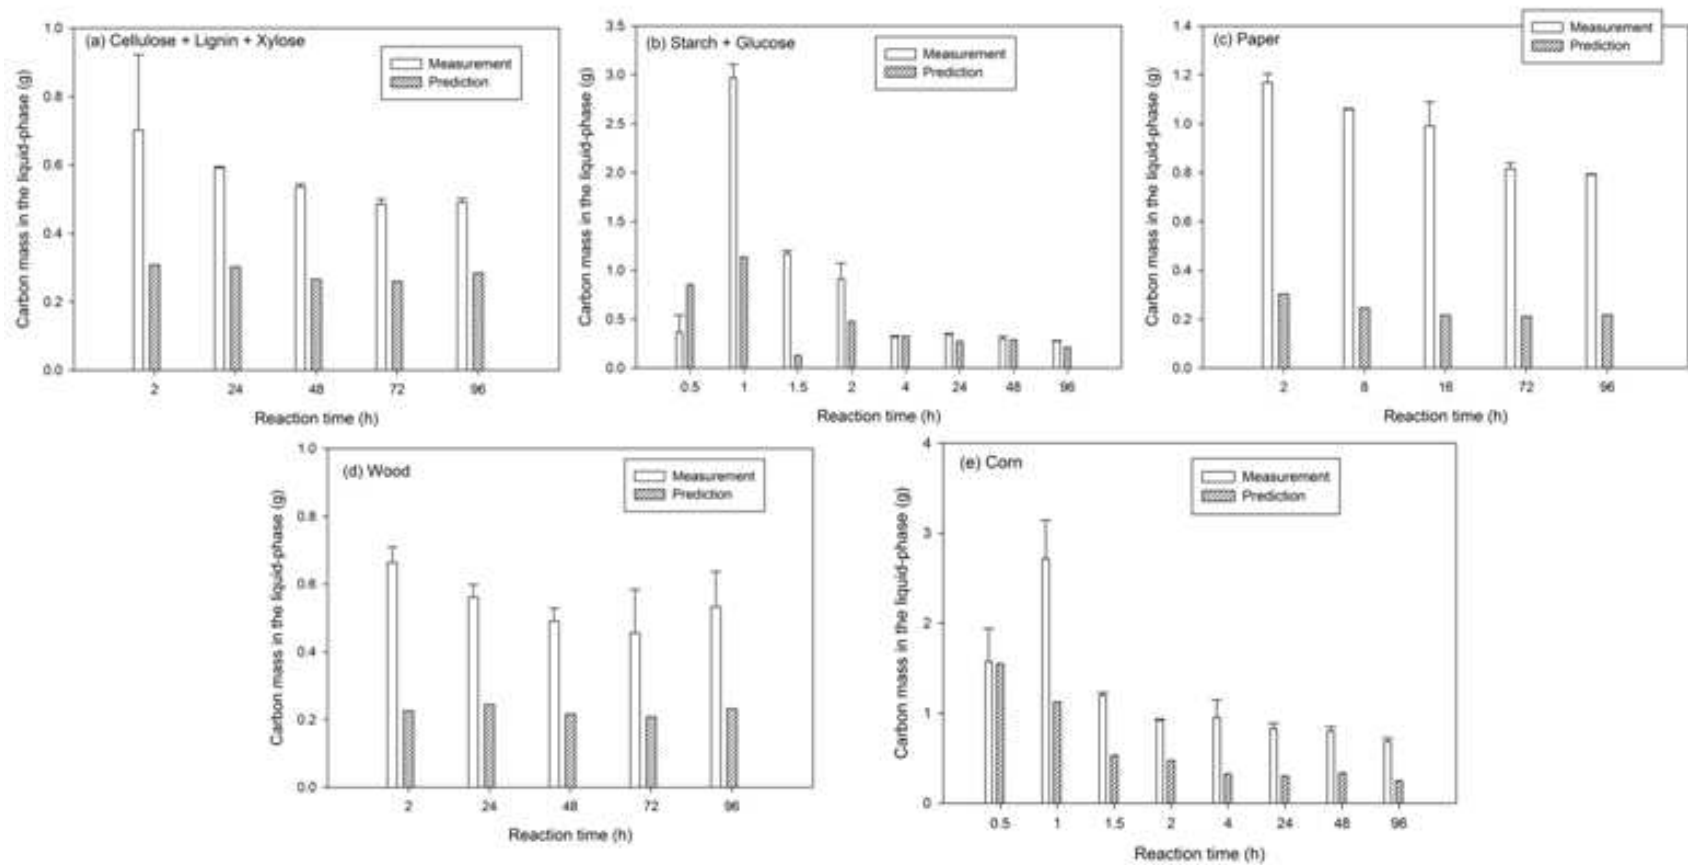 (a) Cellulose + Lignin + Xylose
Measurement
Prediction
Carbon mass in the liquid-phase (g)
1.0
0.8
0.6
0.4
0.2
0.0
2 24 48 72 96
Reaction time (h)
(b) Starch + Glucose
Measurement
Prediction
Carbon mass in the liquid-phase (g)
3.5
3.0
2.5
2.0
1.5
1.0
0.5
0.0
0.5 1 1.5 2 4 24 48 96
Reaction time (h)
(c) Paper
Measurement
Prediction
Carbon mass in the liquid-phase (g)
1.4
1.2
1.0
0.8
0.6
0.4
0.2
0.0
2 8 16 72 96
Reaction time (h)
(d) Wood
Measurement
Prediction
Carbon mass in the liquid-phase (g)
1.0
0.8
0.6
0.4
0.2
0.0
2 24 48 72 96
Reaction time (h)
(e) Corn
Measurement
Prediction
Carbon mass in the liquid-phase (g)
4
3
2
1
0
0.5 1 1.5 2 4 24 48 96
Reaction time (h)